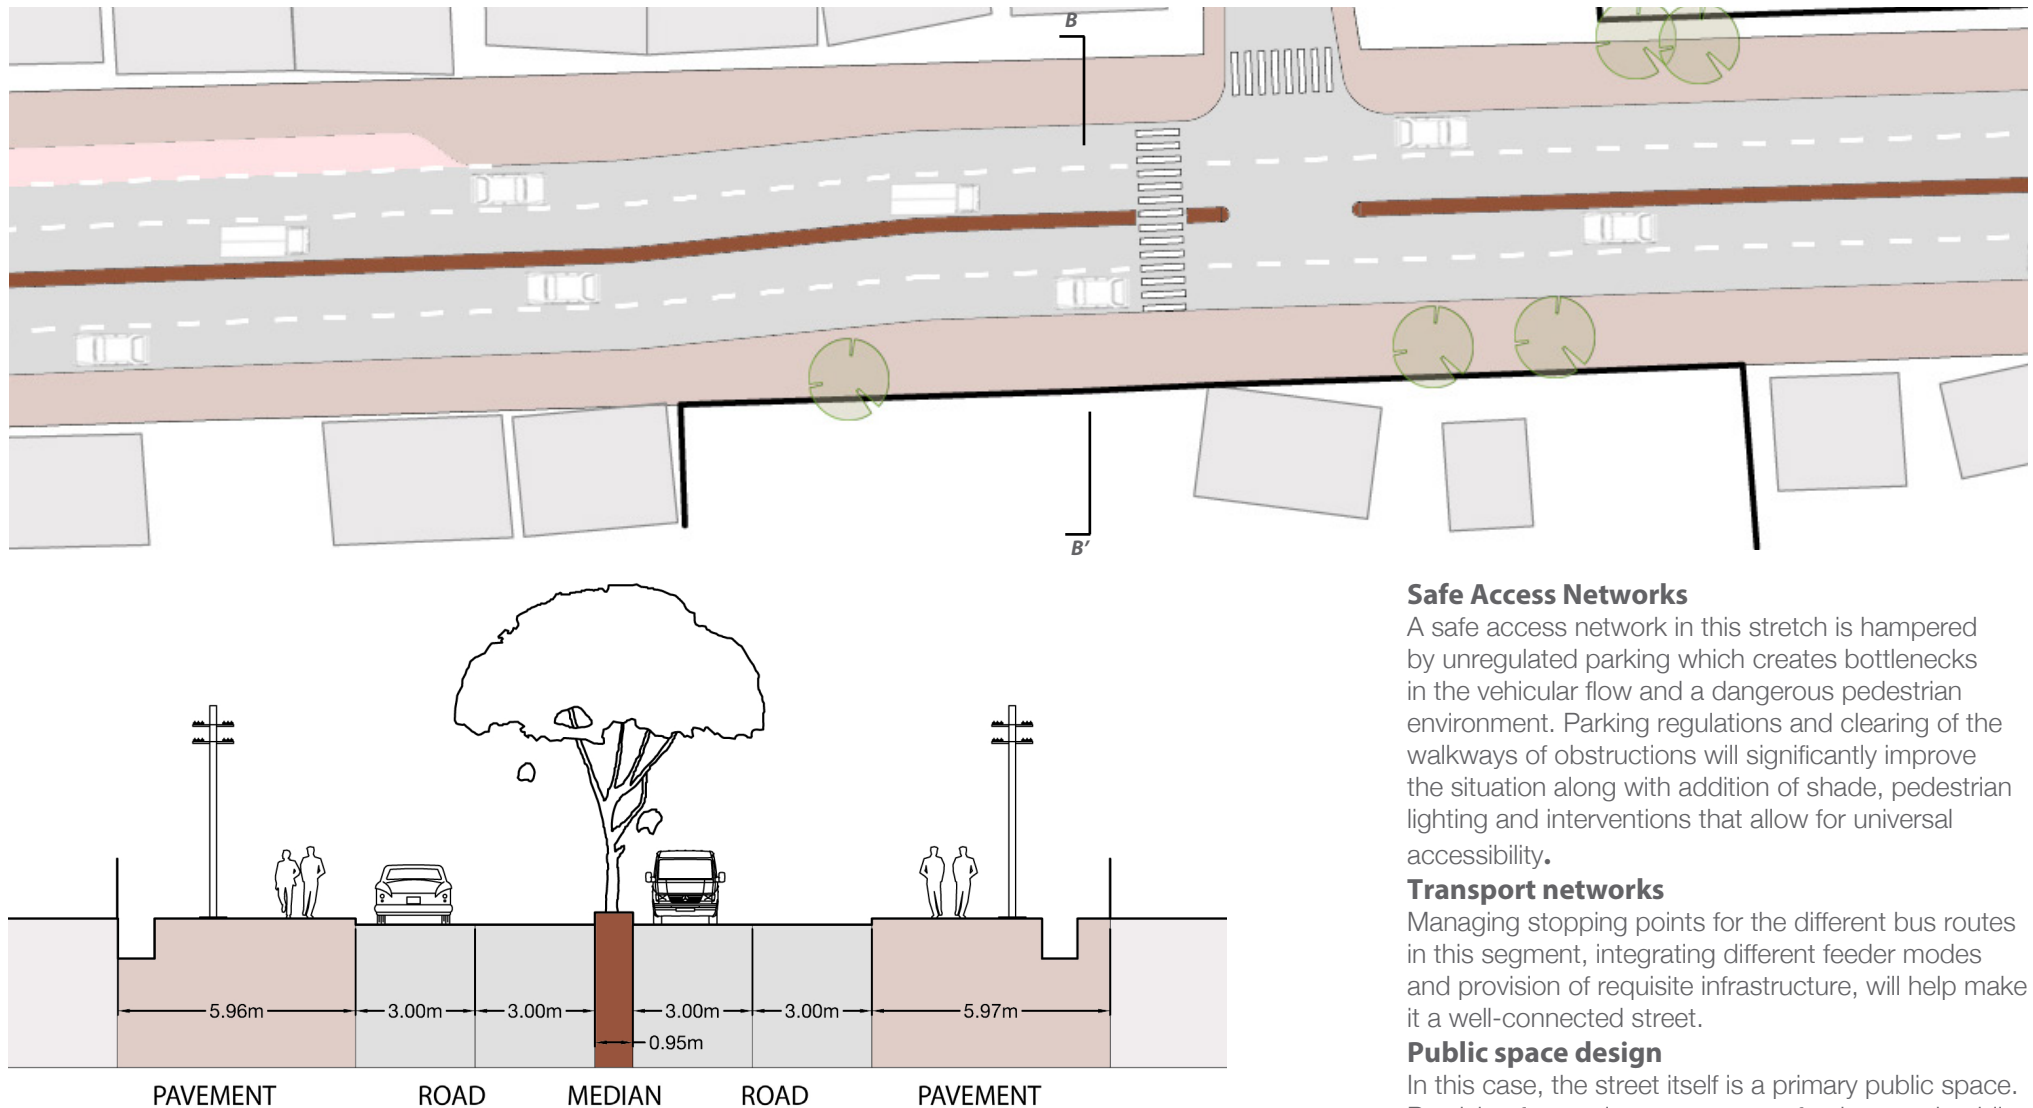 B
B’
5.96m
3.00m
3.00m
3.00m
3.00m
5.97m
0.95m
PAVEMENT
ROAD
MEDIAN
ROAD
PAVEMENT
Safe Access Networks
A safe access network in this stretch is hampered
by unregulated parking which creates bottlenecks
in the vehicular flow and a dangerous pedestrian
environment. Parking regulations and clearing of the
walkways of obstructions will significantly improve
the situation along with addition of shade, pedestrian
lighting and interventions that allow for universal
accessibility.
Transport networks
Managing stopping points for the different bus routes
in this segment, integrating different feeder modes
and provision of requisite infrastructure, will help make
it a well-connected street.
Public space design
In this case, the street itself is a primary public space.